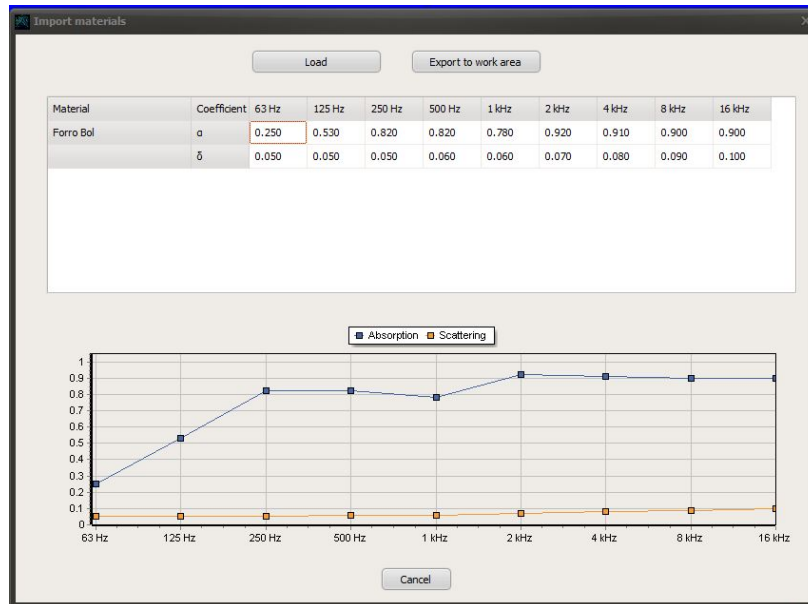 Import materials
Load Export to work area
Material Coefficient 63 Hz 125 Hz 250 Hz 500 Hz 1 kHz 2 kHz 4 kHz 8 kHz 16 kHz
Forro Bol α 0.250 0.530 0.820 0.820 0.780 0.920 0.910 0.900 0.900
δ 0.050 0.050 0.050 0.060 0.060 0.070 0.080 0.090 0.100
Absorption Scattering
1
0.9
0.8
0.7
0.6
0.5
0.4
0.3
0.2
0.1
0
63 Hz 125 Hz 250 Hz 500 Hz 1 kHz 2 kHz 4 kHz 8 kHz 16 kHz
Cancel